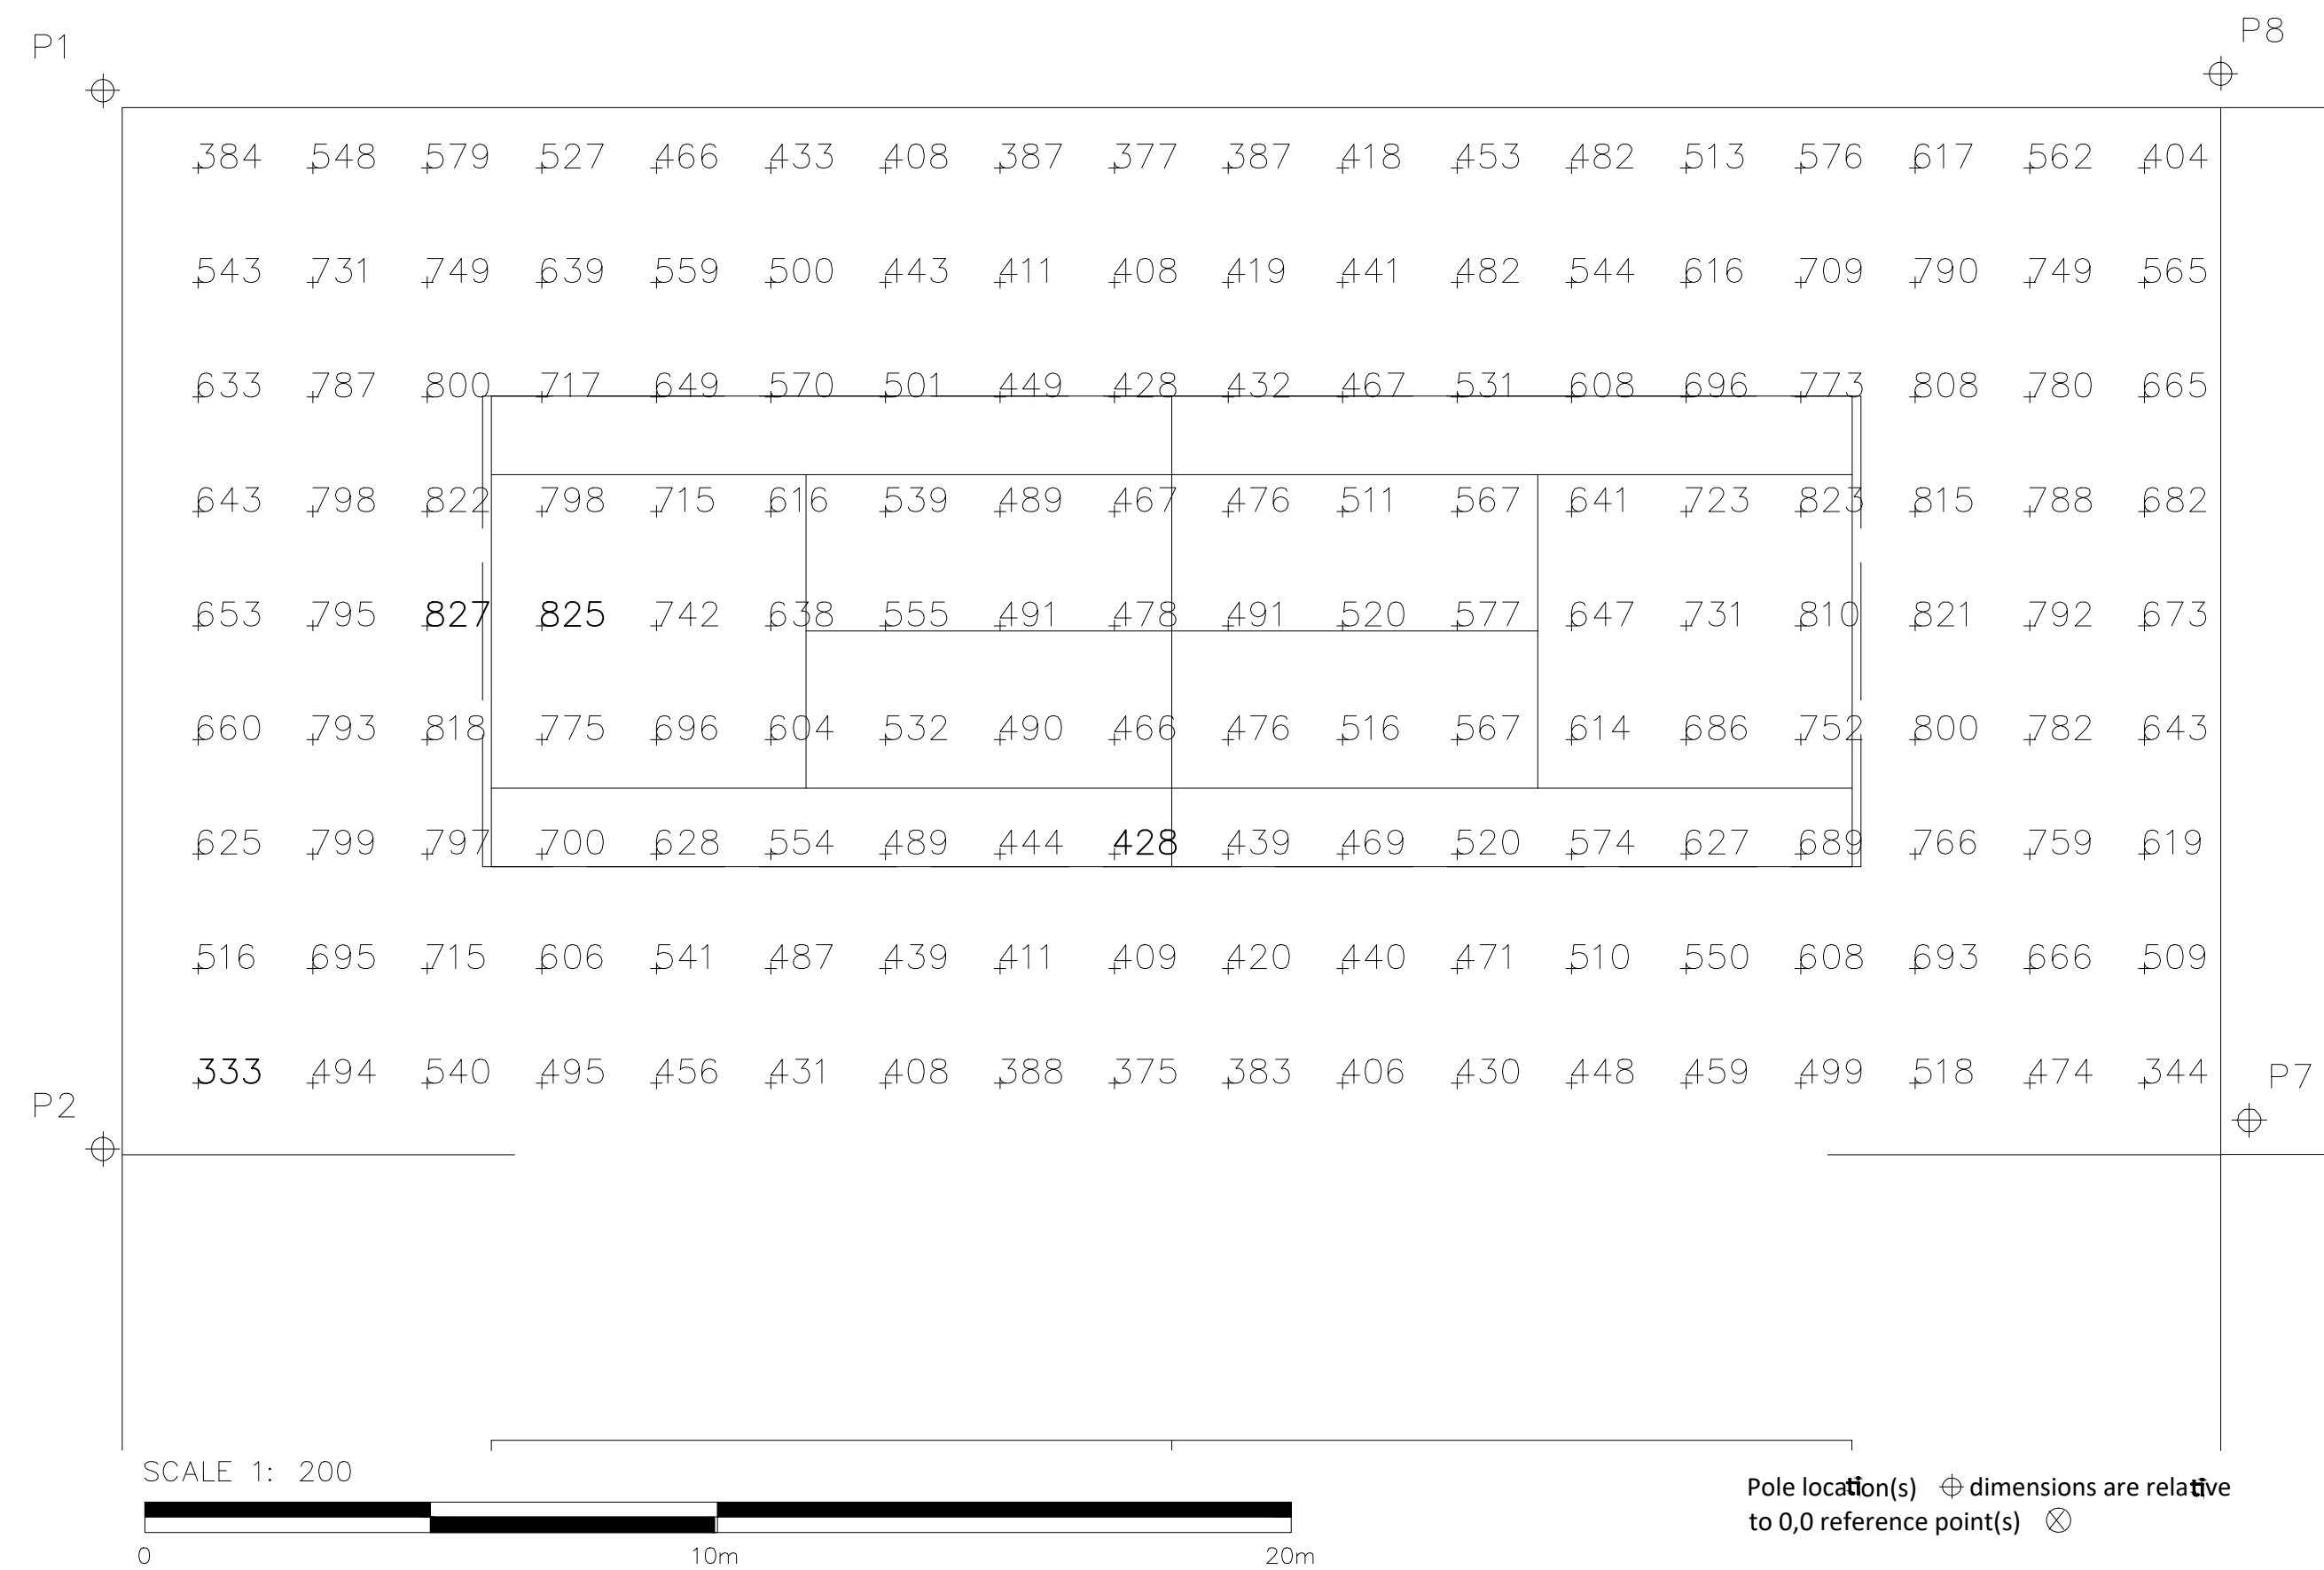 P1 P8
384 548 579 527 466 433 408 387 377 387 418 453 482 513 576 617 562 404
543 731 749 639 559 500 443 411 408 419 441 482 544 616 709 790 749 565
633 787 800 717 649 570 501 449 428 432 467 531 608 696 773 808 780 665
643 798 822 798 715 616 539 489 467 476 511 567 641 723 823 815 788 682
653 795 827 825 742 638 555 491 478 491 520 577 647 731 810 821 792 673
660 793 818 775 696 604 532 490 466 476 516 567 614 686 752 800 782 643
625 799 797 700 628 554 489 444 428 439 469 520 574 627 689 766 759 619
516 695 715 606 541 487 439 411 409 420 440 471 510 550 608 693 666 509
333 494 540 495 456 431 408 388 375 383 406 430 448 459 499 518 474 344
P2 P7
SCALE 1: 200
0 10m 20m
Pole location(s) dimensions are relative
to 0,0 reference point(s)